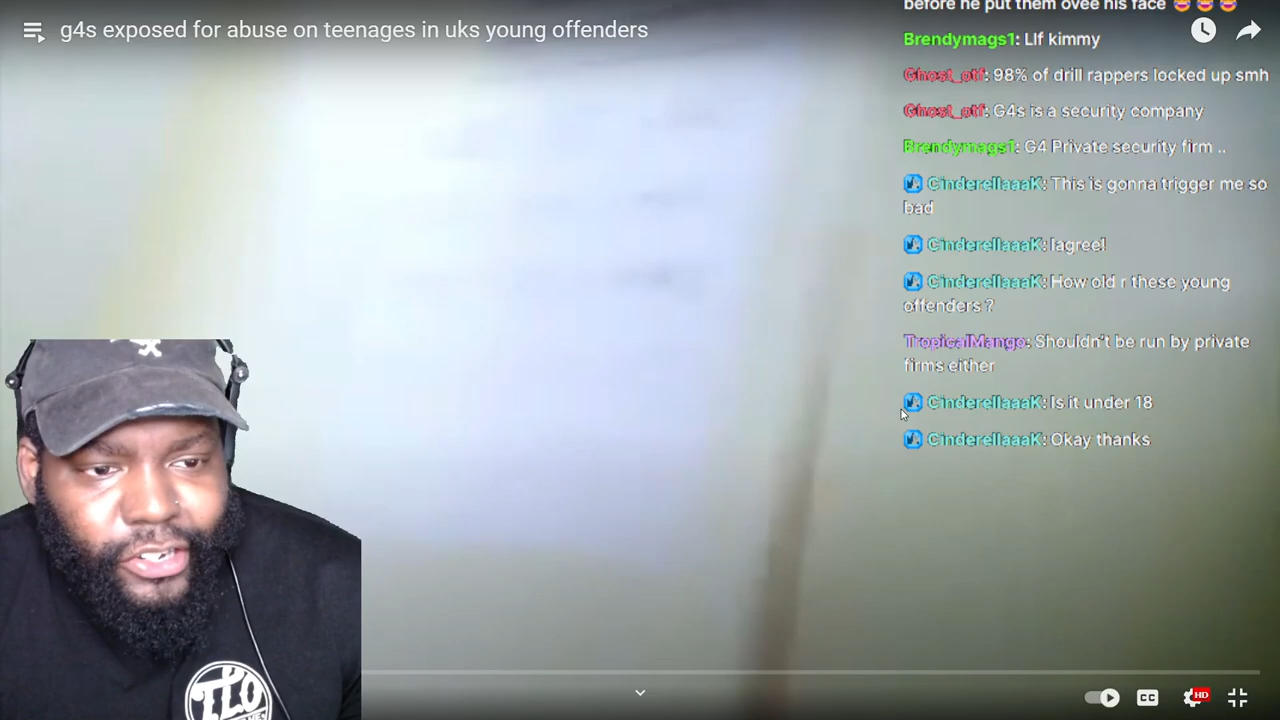 g4s exposed for abuse on teenages in uks young offenders
before he put them ovee his face 😂 😂 😂
Brendymags1: Llf kimmy
Ghost_otf: 98% of drill rappers locked up smh
Ghost_otf: G4s is a security company
Brendymags1: G4 Private security firm ..
CinderellaaaK: This is gonna trigger me so
bad
CinderellaaaK: Iagree!
CinderellaaaK: How old r these young
offenders ?
TropicalMango: Shouldn't be run by private
firms either
CinderellaaaK: Is it under 18
CinderellaaaK: Okay thanks
TLO
CC
HD